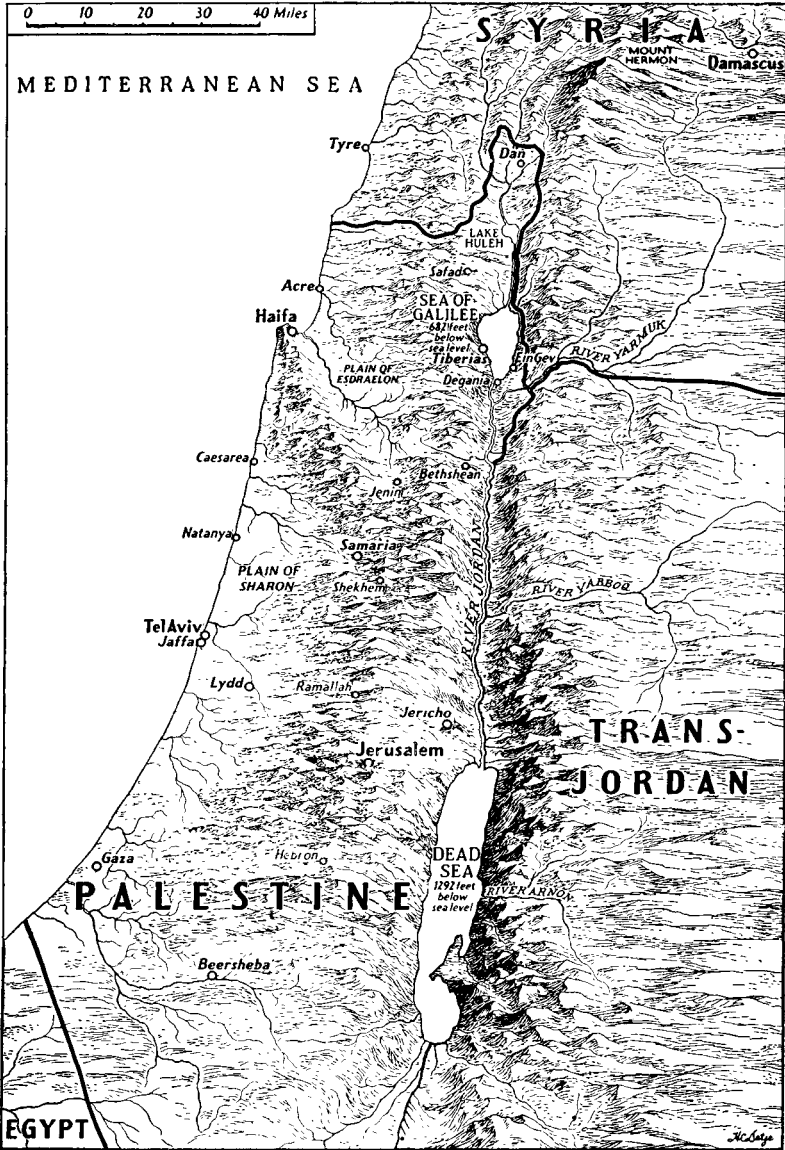 0 10 20 30 40 Miles
SYRIA
MOUNT
HERMON
Damascus
MEDITERRANEAN SEA
Tyre
Dan
LAKE
HULEH
Safad
Acre
SEA OF
GALILEE
682 feet
below
sea level
Haifa
Tiberias
EinGev
RIVER YARMUK
PLAIN OF
ESDRAELON
Degania
Caesarea
Bethshean
Jenin
Natanya
Samaria
PLAIN OF
SHARON
Shekhem
RIVER JORDAN
RIVER YABBOQ
Tel Aviv
Jaffa
Lydd
Ramallah
Jericho
TRANS-
JORDAN
Jerusalem
Gaza
Hebron
DEAD
SEA
1292 feet
below
sea level
RIVER ARNON
PALESTINE
Beersheba
EGYPT